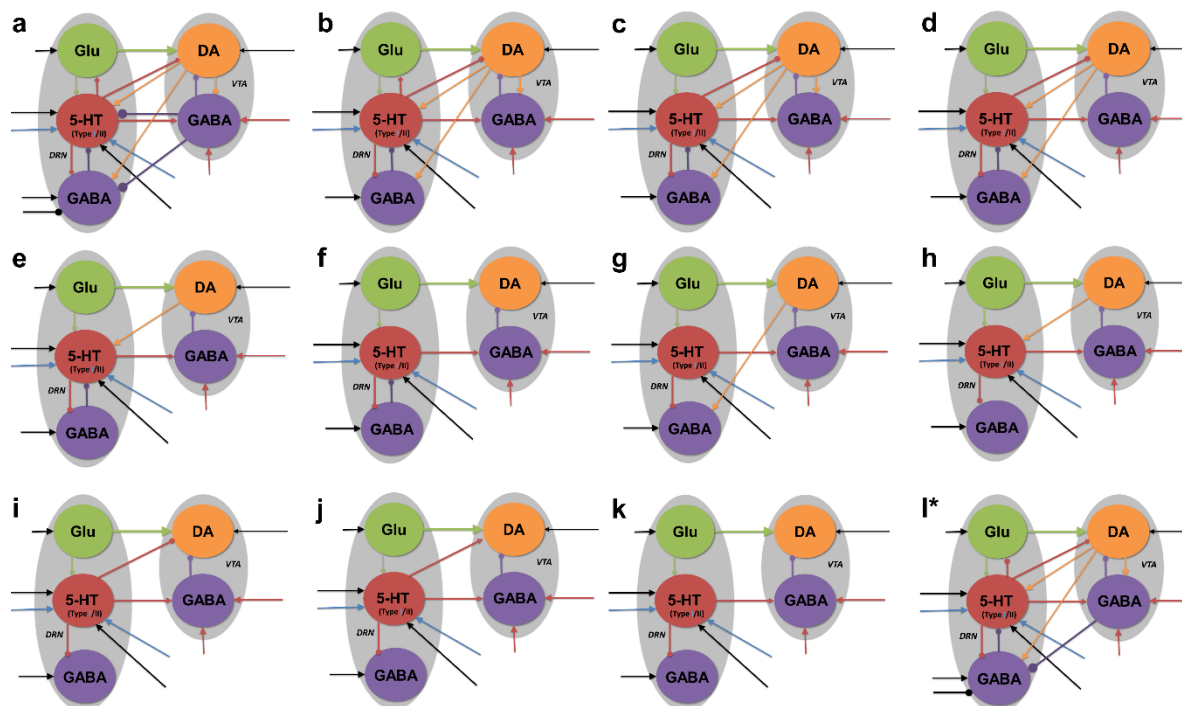 a
Glu
DA
VTA
5-HT
(Type /II)
GABA
DRN
GABA
b
Glu
DA
VTA
5-HT
(Type /II)
GABA
DRN
GABA
c
Glu
DA
VTA
5-HT
(Type /II)
GABA
DRN
GABA
d
Glu
DA
VTA
5-HT
(Type /II)
GABA
DRN
GABA
e
Glu
DA
VTA
5-HT
(Type /II)
GABA
DRN
GABA
f
Glu
DA
VTA
5-HT
(Type /II)
GABA
DRN
GABA
g
Glu
DA
VTA
5-HT
(Type /II)
GABA
DRN
GABA
h
Glu
DA
VTA
5-HT
(Type /II)
GABA
DRN
GABA
i
Glu
DA
VTA
5-HT
(Type /II)
GABA
DRN
GABA
j
Glu
DA
VTA
5-HT
(Type /II)
GABA
DRN
GABA
k
Glu
DA
VTA
5-HT
(Type /II)
GABA
DRN
GABA
l*
Glu
DA
VTA
5-HT
(Type /II)
GABA
DRN
GABA